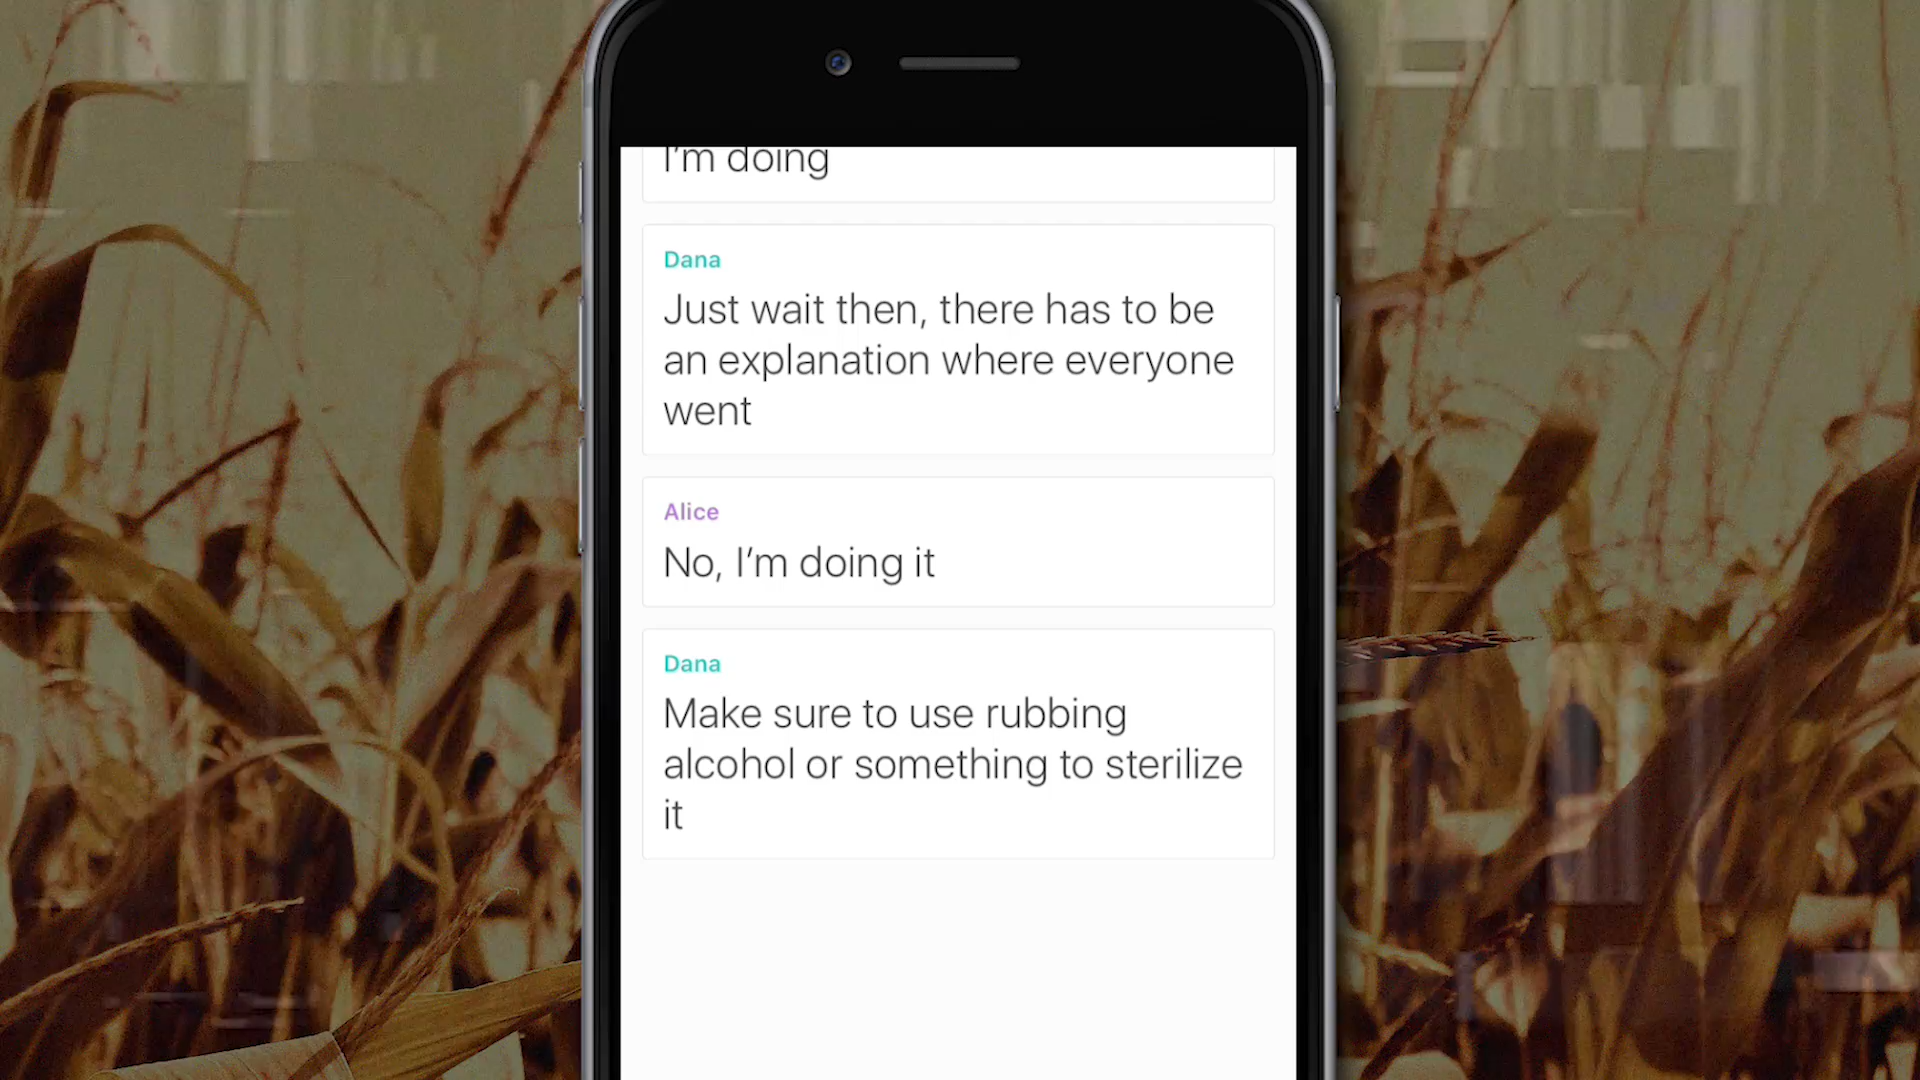 I'm doing
Dana
Just wait then, there has to be
an explanation where everyone
went
Alice
No, I'm doing it
Dana
Make sure to use rubbing
alcohol or something to sterilize
it